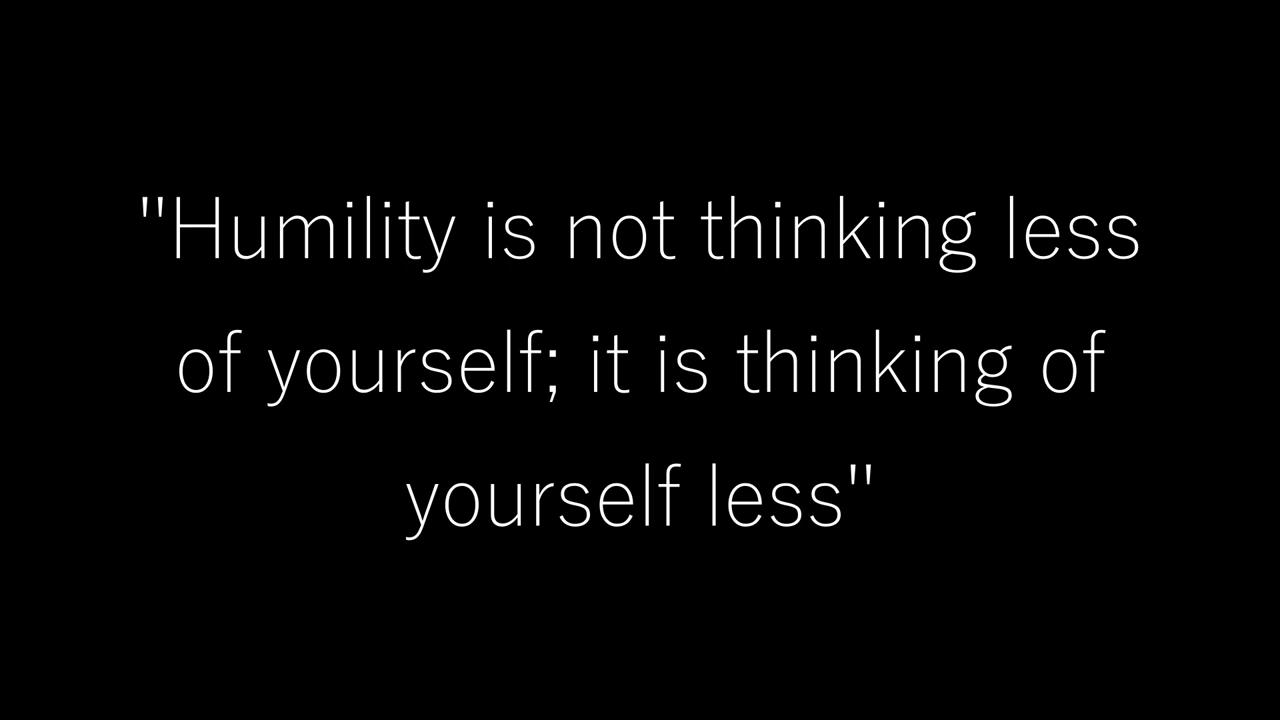 "Humility is not thinking less
of yourself; it is thinking of
yourself less"